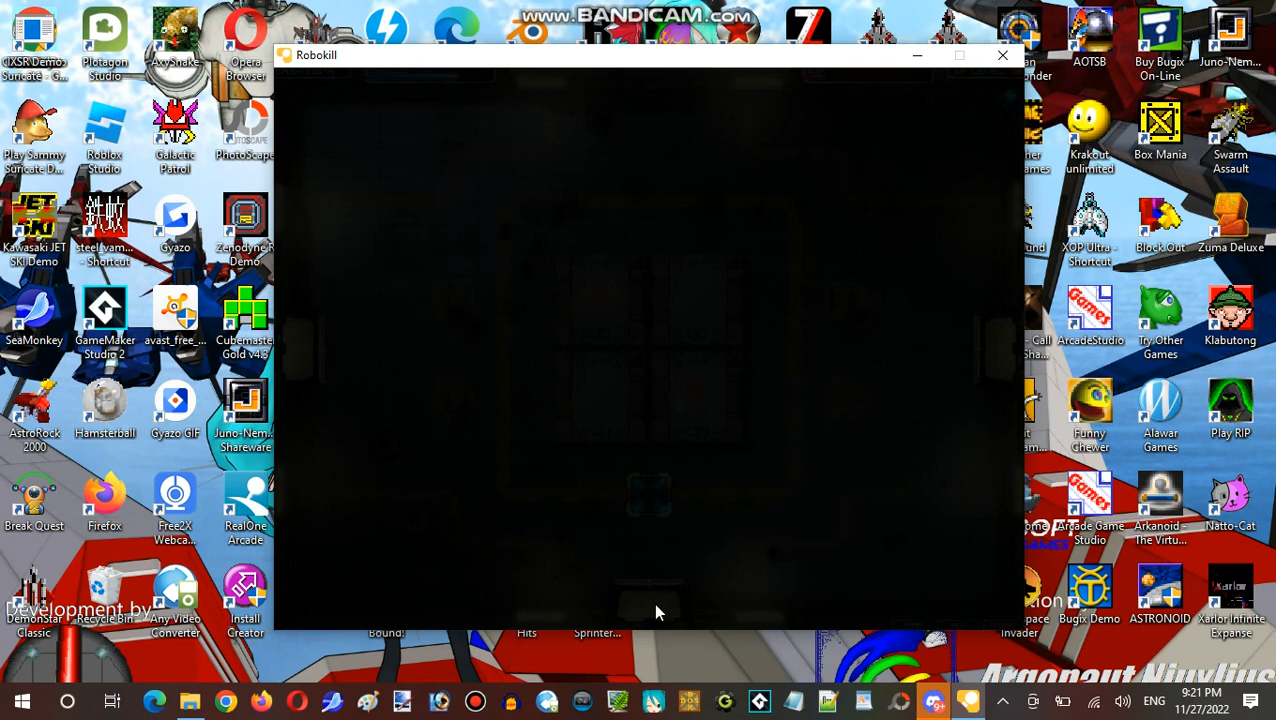 www.BANDICAM.com
Robokill
CIXSR Demo:
Suricate - G...
Plotagon
Studio
AxySnake
Opera
Browser
AOTSB
Buy Bugix
On-Line
Juno-Nem...
Play Sammy
Suricate D...
Roblox
Studio
Galactic
Patrol
PhotoScape
Krakout
unlimited
Box Mania
Swarm
Assault
Kawasaki JET
SKI Demo
- Shortcut
Gyazo
Demo
XOP Ultra -
Shortcut
Block Out
Zuma Deluxe
SeaMonkey
GameMaker
Studio 2
avast_free_...
Cubemaster
Gold v4.
ArcadeStudio
Try Other
Games
Klabutong
AstroRock
2000
Hamsterball
Gyazo GIF
Juno-Nem...
Shareware
Funny
Chewer
Alawar
Games
Play RIP
Break Quest
Firefox
Free2X
Webca...
RealOne
Arcade
Arcade Game
Studio
Arkanoid -
The Virtu...
Natto-Cat
Development by
DemonStar
Classic
Recycle Bin
Any Video
Converter
Install
Creator
Bound!
Hits
Sprinter...
Invader
Bugix Demo
ASTRONOID
Xarlor Infinite
Expanse
Argonaut Niuxlius
9+
ENG
9:21 PM
11/27/2022